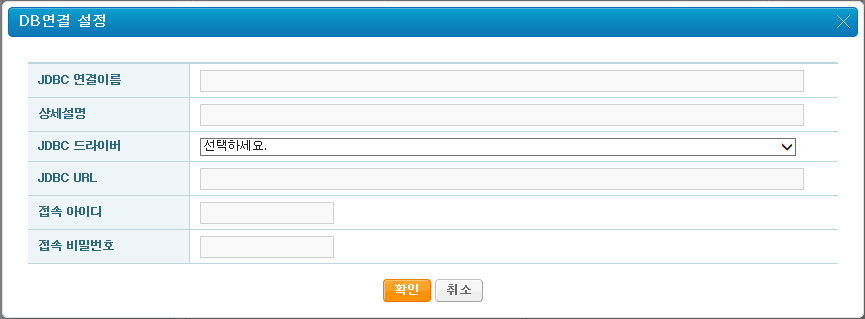 DB연결 설정
JDBC 연결이름
상세설명
JDBC 드라이버
선택하세요.
JDBC URL
접속 아이디
접속 비밀번호
확인 취소